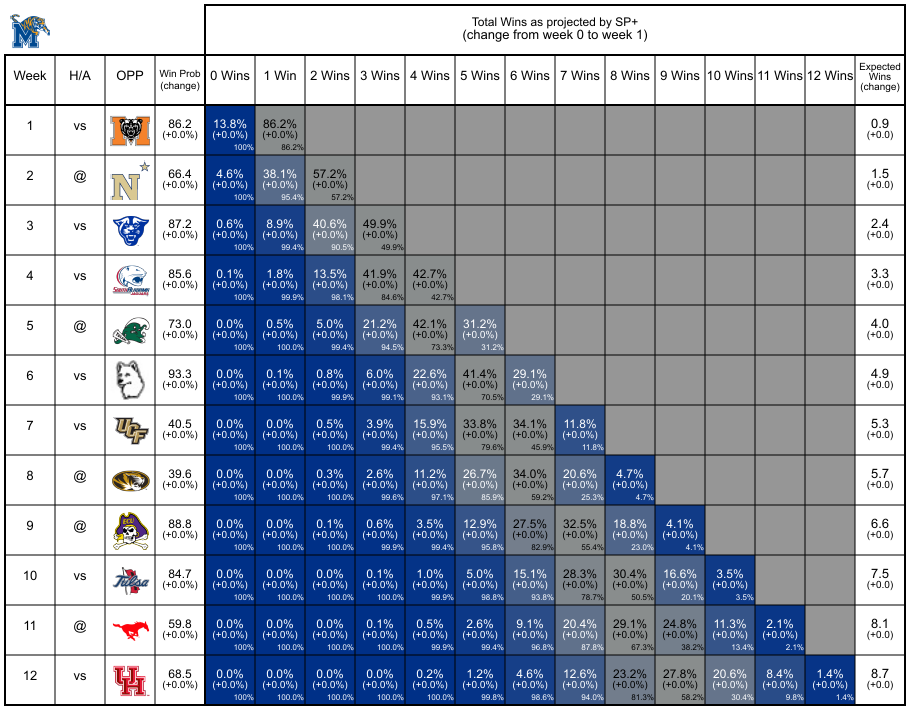 M
Total Wins as projected by SP+
(change from week 0 to week 1)
Week H/A OPP Win Prob (change) 0 Wins 1 Win 2 Wins 3 Wins 4 Wins 5 Wins 6 Wins 7 Wins 8 Wins 9 Wins 10 Wins 11 Wins 12 Wins Expected Wins (change)
1 vs M 86.2 13.8% 86.2% 0.9
(+0.0%) (+0.0%) (+0.0%) (+0.0)
100% 86.2%
2 @ N 66.4 4.6% 38.1% 57.2% 1.5
(+0.0%) (+0.0%) (+0.0%) (+0.0%) (+0.0)
100% 95.4% 57.2%
3 vs 87.2 0.6% 8.9% 40.6% 49.9% 2.4
(+0.0%) (+0.0%) (+0.0%) (+0.0%) (+0.0%) (+0.0)
100% 99.4% 90.5% 49.9%
4 vs 85.6 0.1% 1.8% 13.5% 41.9% 42.7% 3.3
(+0.0%) (+0.0%) (+0.0%) (+0.0%) (+0.0%) (+0.0%) (+0.0)
100% 99.9% 98.1% 84.6% 42.7%
5 @ 73.0 0.0% 0.5% 5.0% 21.2% 42.1% 31.2% 4.0
(+0.0%) (+0.0%) (+0.0%) (+0.0%) (+0.0%) (+0.0%) (+0.0%) (+0.0)
100% 100.0% 99.4% 94.5% 73.3% 31.2%
6 vs 93.3 0.0% 0.1% 0.8% 6.0% 22.6% 41.4% 29.1% 4.9
(+0.0%) (+0.0%) (+0.0%) (+0.0%) (+0.0%) (+0.0%) (+0.0%) (+0.0%) (+0.0)
100% 100.0% 99.9% 99.1% 93.1% 70.5% 29.1%
7 vs UCF 40.5 0.0% 0.0% 0.5% 3.9% 15.9% 33.8% 34.1% 11.8% 5.3
(+0.0%) (+0.0%) (+0.0%) (+0.0%) (+0.0%) (+0.0%) (+0.0%) (+0.0%) (+0.0%) (+0.0)
100% 100.0% 100.0% 99.4% 95.5% 79.6% 45.9% 11.8%
8 @ 39.6 0.0% 0.0% 0.3% 2.6% 11.2% 26.7% 34.0% 20.6% 4.7% 5.7
(+0.0%) (+0.0%) (+0.0%) (+0.0%) (+0.0%) (+0.0%) (+0.0%) (+0.0%) (+0.0%) (+0.0%) (+0.0)
100% 100.0% 100.0% 99.6% 97.1% 85.9% 59.2% 25.3% 4.7%
9 @ ECU 88.8 0.0% 0.0% 0.1% 0.6% 3.5% 12.9% 27.5% 32.5% 18.8% 4.1% 6.6
(+0.0%) (+0.0%) (+0.0%) (+0.0%) (+0.0%) (+0.0%) (+0.0%) (+0.0%) (+0.0%) (+0.0%) (+0.0%) (+0.0)
100% 100.0% 100.0% 99.9% 99.4% 95.8% 82.9% 55.4% 23.0% 4.1%
10 vs Tulsa 84.7 0.0% 0.0% 0.0% 0.1% 1.0% 5.0% 15.1% 28.3% 30.4% 16.6% 3.5% 7.5
(+0.0%) (+0.0%) (+0.0%) (+0.0%) (+0.0%) (+0.0%) (+0.0%) (+0.0%) (+0.0%) (+0.0%) (+0.0%) (+0.0%) (+0.0)
100% 100.0% 100.0% 100.0% 99.9% 98.8% 93.8% 78.7% 50.5% 20.1% 3.5%
11 @ 59.8 0.0% 0.0% 0.0% 0.1% 0.5% 2.6% 9.1% 20.4% 29.1% 24.8% 11.3% 2.1% 8.1
(+0.0%) (+0.0%) (+0.0%) (+0.0%) (+0.0%) (+0.0%) (+0.0%) (+0.0%) (+0.0%) (+0.0%) (+0.0%) (+0.0%) (+0.0%) (+0.0)
100% 100.0% 100.0% 100.0% 99.9% 99.4% 96.8% 87.8% 67.3% 38.2% 13.4% 2.1%
12 vs UH 68.5 0.0% 0.0% 0.0% 0.0% 0.2% 1.2% 4.6% 12.6% 23.2% 27.8% 20.6% 8.4% 1.4% 8.7
(+0.0%) (+0.0%) (+0.0%) (+0.0%) (+0.0%) (+0.0%) (+0.0%) (+0.0%) (+0.0%) (+0.0%) (+0.0%) (+0.0%) (+0.0%) (+0.0%) (+0.0)
100% 100.0% 100.0% 100.0% 100.0% 99.8% 98.6% 94.0% 81.3% 58.2% 30.4% 9.8% 1.4%